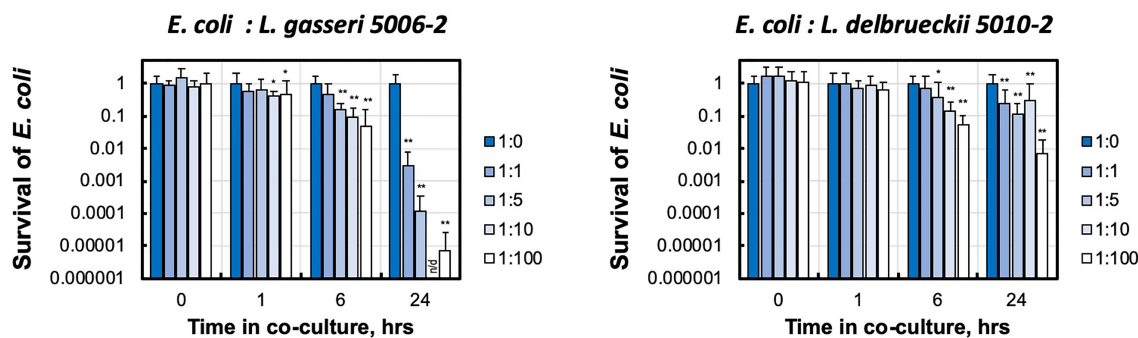 E. coli : L. gasseri 5006-2
Survival of E. coli
1
0.1
0.01
0.001
0.0001
0.00001
0.000001
* *
** ** **
** ** n/d **
0 1 6 24
Time in co-culture, hrs
1:0
1:1
1:5
1:10
1:100
E. coli : L. delbrueckii 5010-2
Survival of E. coli
1
0.1
0.01
0.001
0.0001
0.00001
0.000001
* ** **
** ** ** **
0 1 6 24
Time in co-culture, hrs
1:0
1:1
1:5
1:10
1:100